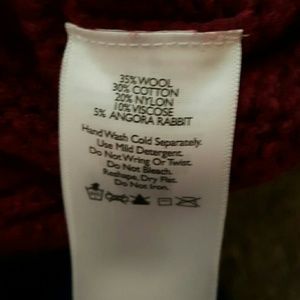 35% WOOL
30% COTTON
20% NYLON
10% VISCOSE
5% ANGORA RABBIT
Hand Wash Cold Separately.
Use Mild Detergent.
Do Not Wring Or Twist.
Do Not Bleach.
Reshape, Dry Flat.
Do Not Iron.